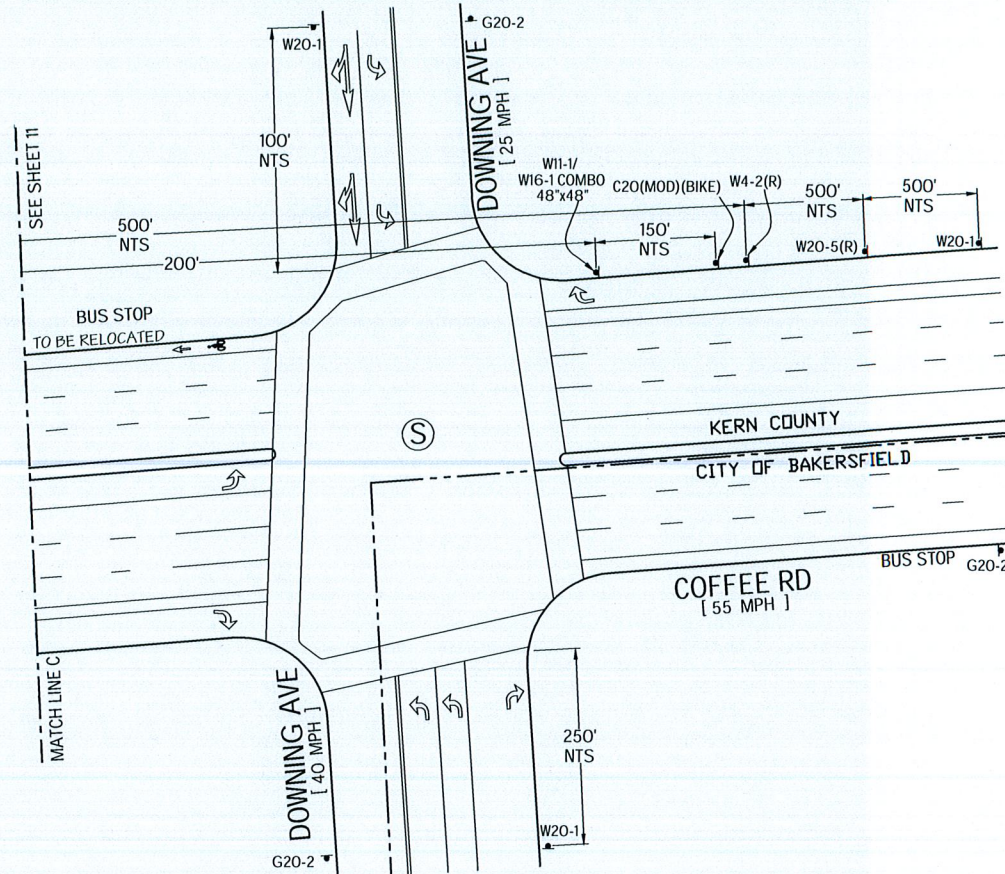 W20-1
G20-2
DOWNING AVE
[ 25 MPH ]
100'
NTS
SEE SHEET 11
500'
NTS
200'
W11-1/
W16-1 COMBO
48"x48"
C20(MOD)(BIKE)
W4-2(R)
500'
NTS
500'
NTS
150'
NTS
W20-5(R)
W20-1
BUS STOP
TO BE RELOCATED
S
KERN COUNTY
CITY OF BAKERSFIELD
BUS STOP
G20-2
COFFEE RD
[ 55 MPH ]
MATCH LINE C
DOWNING AVE
[ 40 MPH ]
250'
NTS
W20-1
G20-2